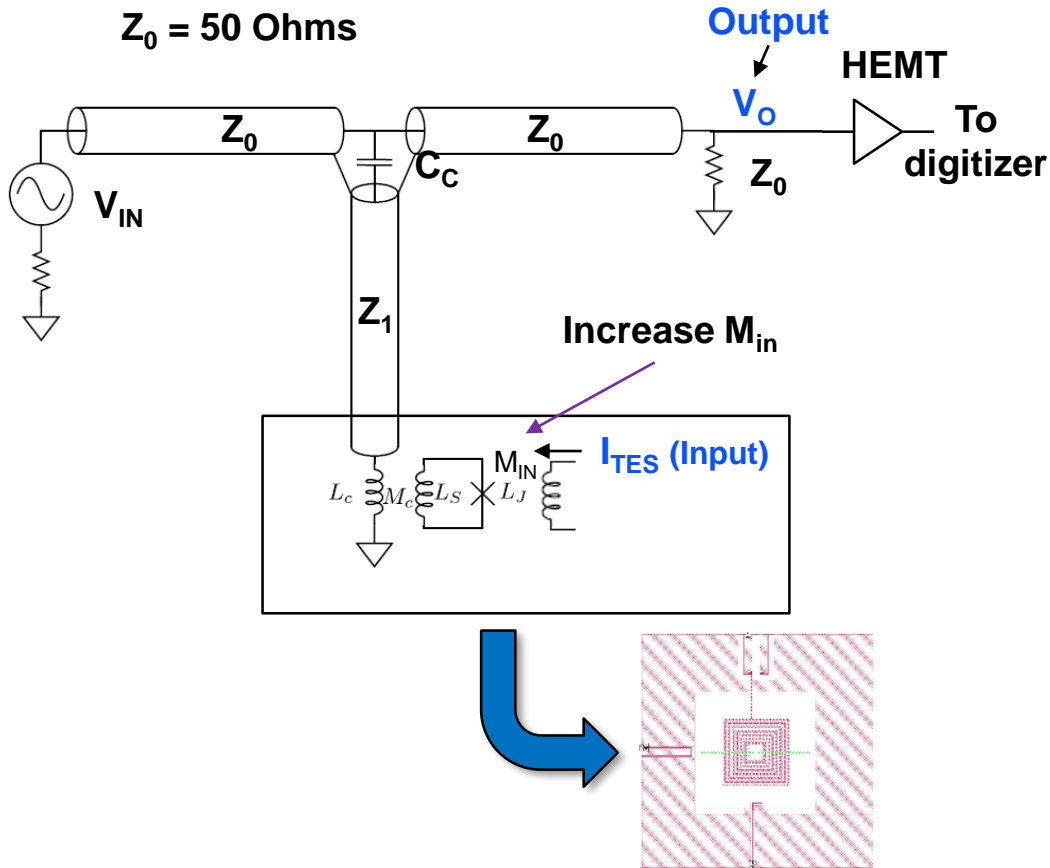 Z0 = 50 Ohms
Output
HEMT
VO
Z0
Z0
To
digitizer
CC
Z0
VIN
Z1
Increase Min
ITES (Input)
MIN
Lc
Mc
LS
LJ